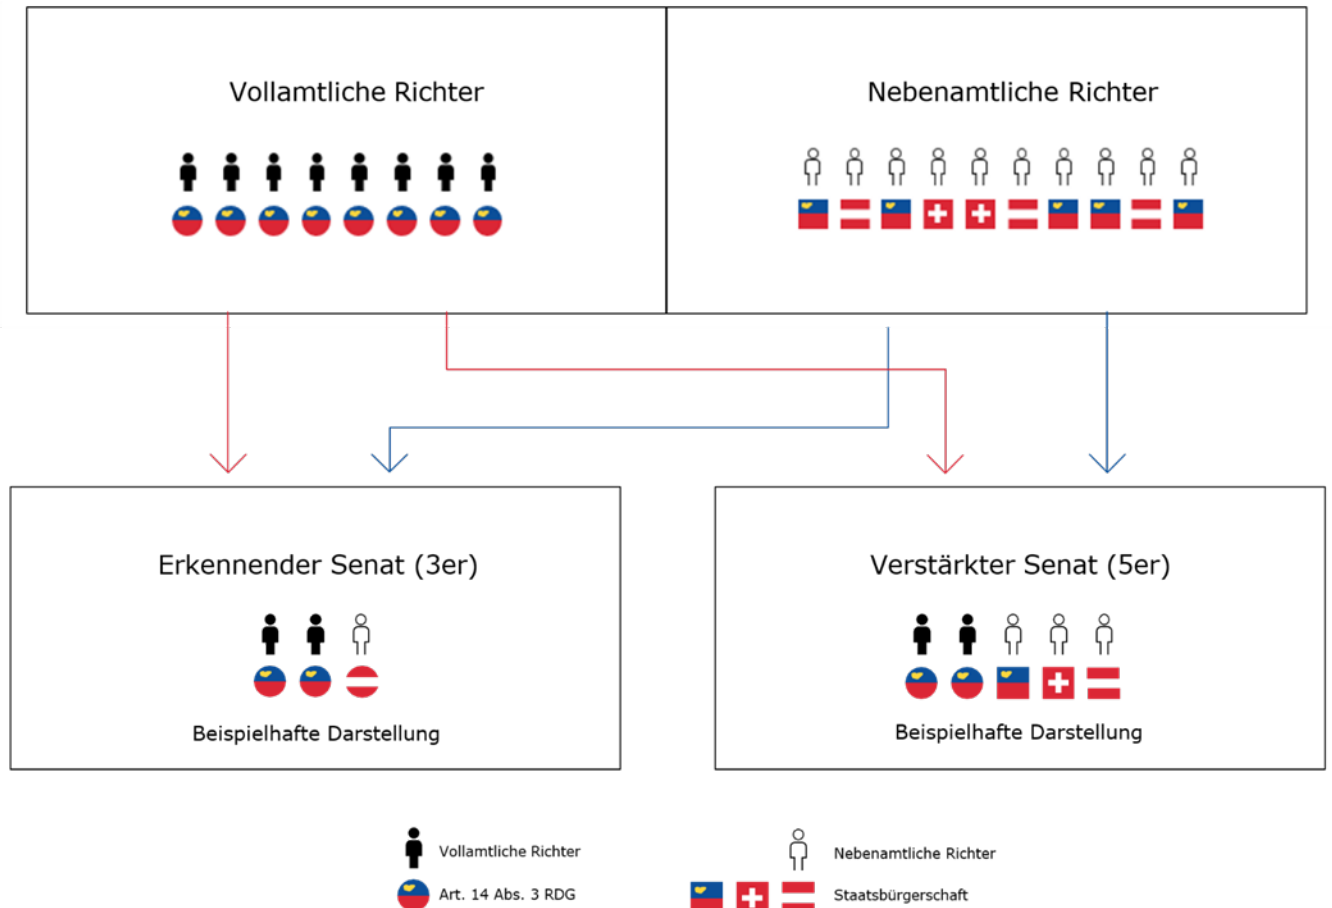 Vollamtliche Richter
Nebenamtliche Richter
Erkennender Senat (3er)
Beispielhafte Darstellung
Verstärkter Senat (5er)
Beispielhafte Darstellung
Vollamtliche Richter
Nebenamtliche Richter
Art. 14 Abs. 3 RDG
Staatsbürgerschaft